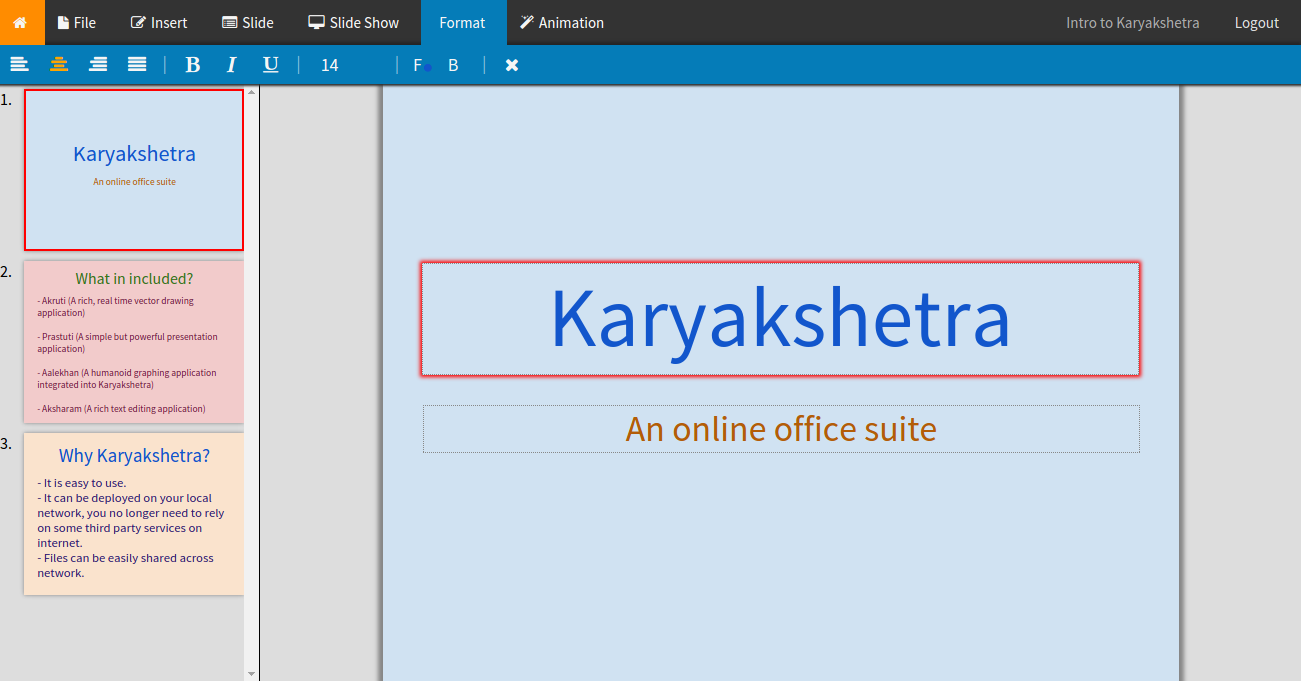 File Insert Slide Slide Show Format Animation Intro to Karyakshetra Logout
B I U 14 F B
1.
Karyakshetra
An online office suite
2.
What in included?
- Akruti (A rich, real time vector drawing
application)
- Prastuti (A simple but powerful presentation
application)
- Aalekhan (A humanoid graphing application
integrated into Karyakshetra)
- Aksharam (A rich text editing application)
3.
Why Karyakshetra?
- It is easy to use.
- It can be deployed on your local
network, you no longer need to rely
on some third party services on
internet.
- Files can be easily shared across
network.
Karyakshetra
An online office suite